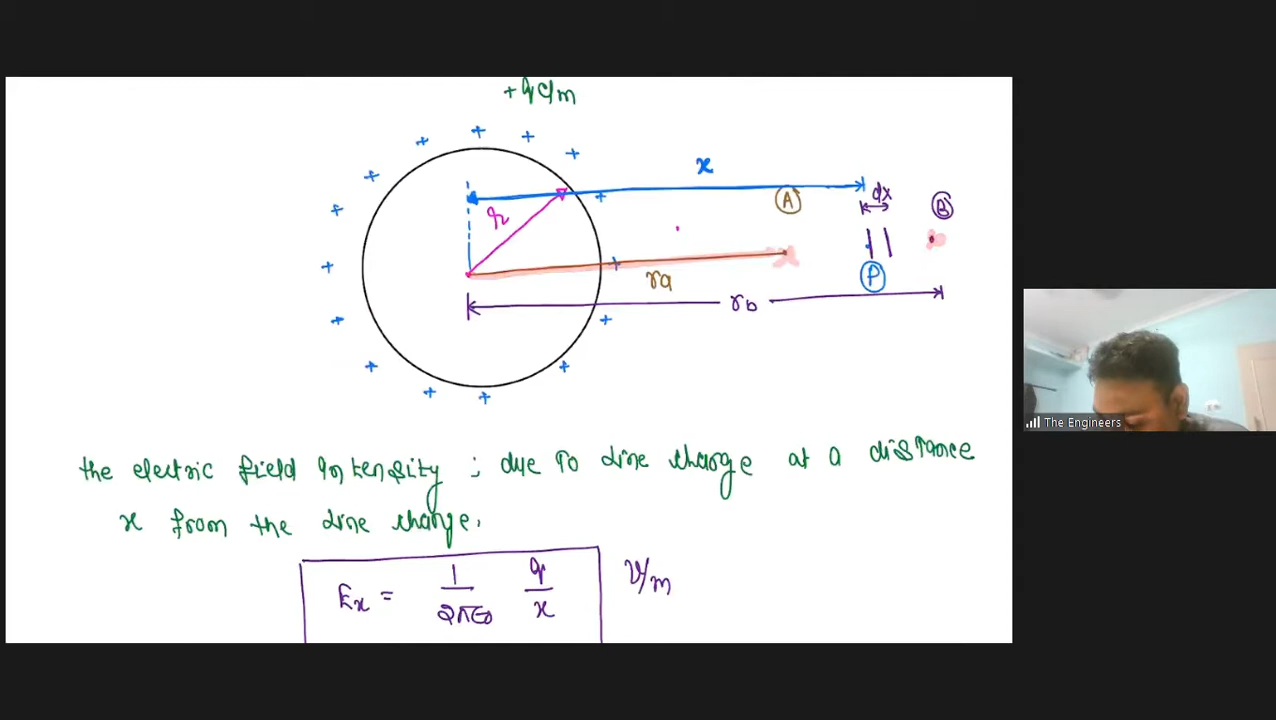 +q c/m
x
dx
A
B
r
P
ra
rb
the electric field intensity ; due to line charge at a distance
x from the line charge.
Ex = 1/2πϵ0 q/x V/m
The Engineers